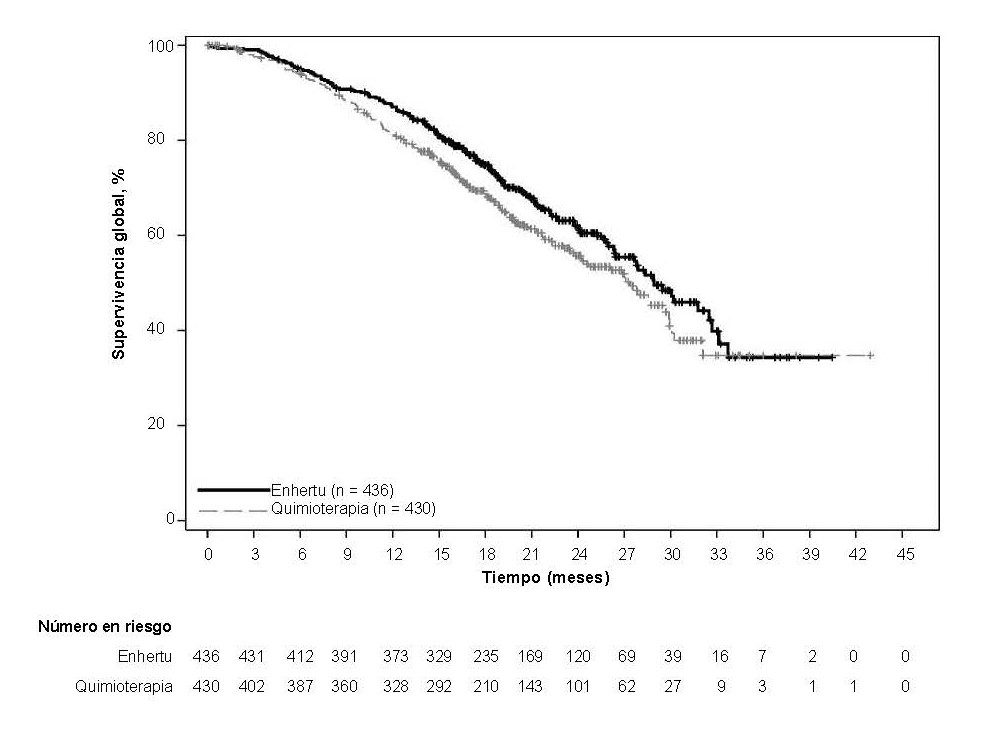 100
80
60
40
20
0
Supervivencia global, %
Enhertu (n = 436)
Quimioterapia (n = 430)
0 3 6 9 12 15 18 21 24 27 30 33 36 39 42 45
Tiempo (meses)
Número en riesgo
Enhertu 436 431 412 391 373 329 235 169 120 69 39 16 7 2 0 0
Quimioterapia 430 402 387 360 328 292 210 143 101 62 27 9 3 1 1 0